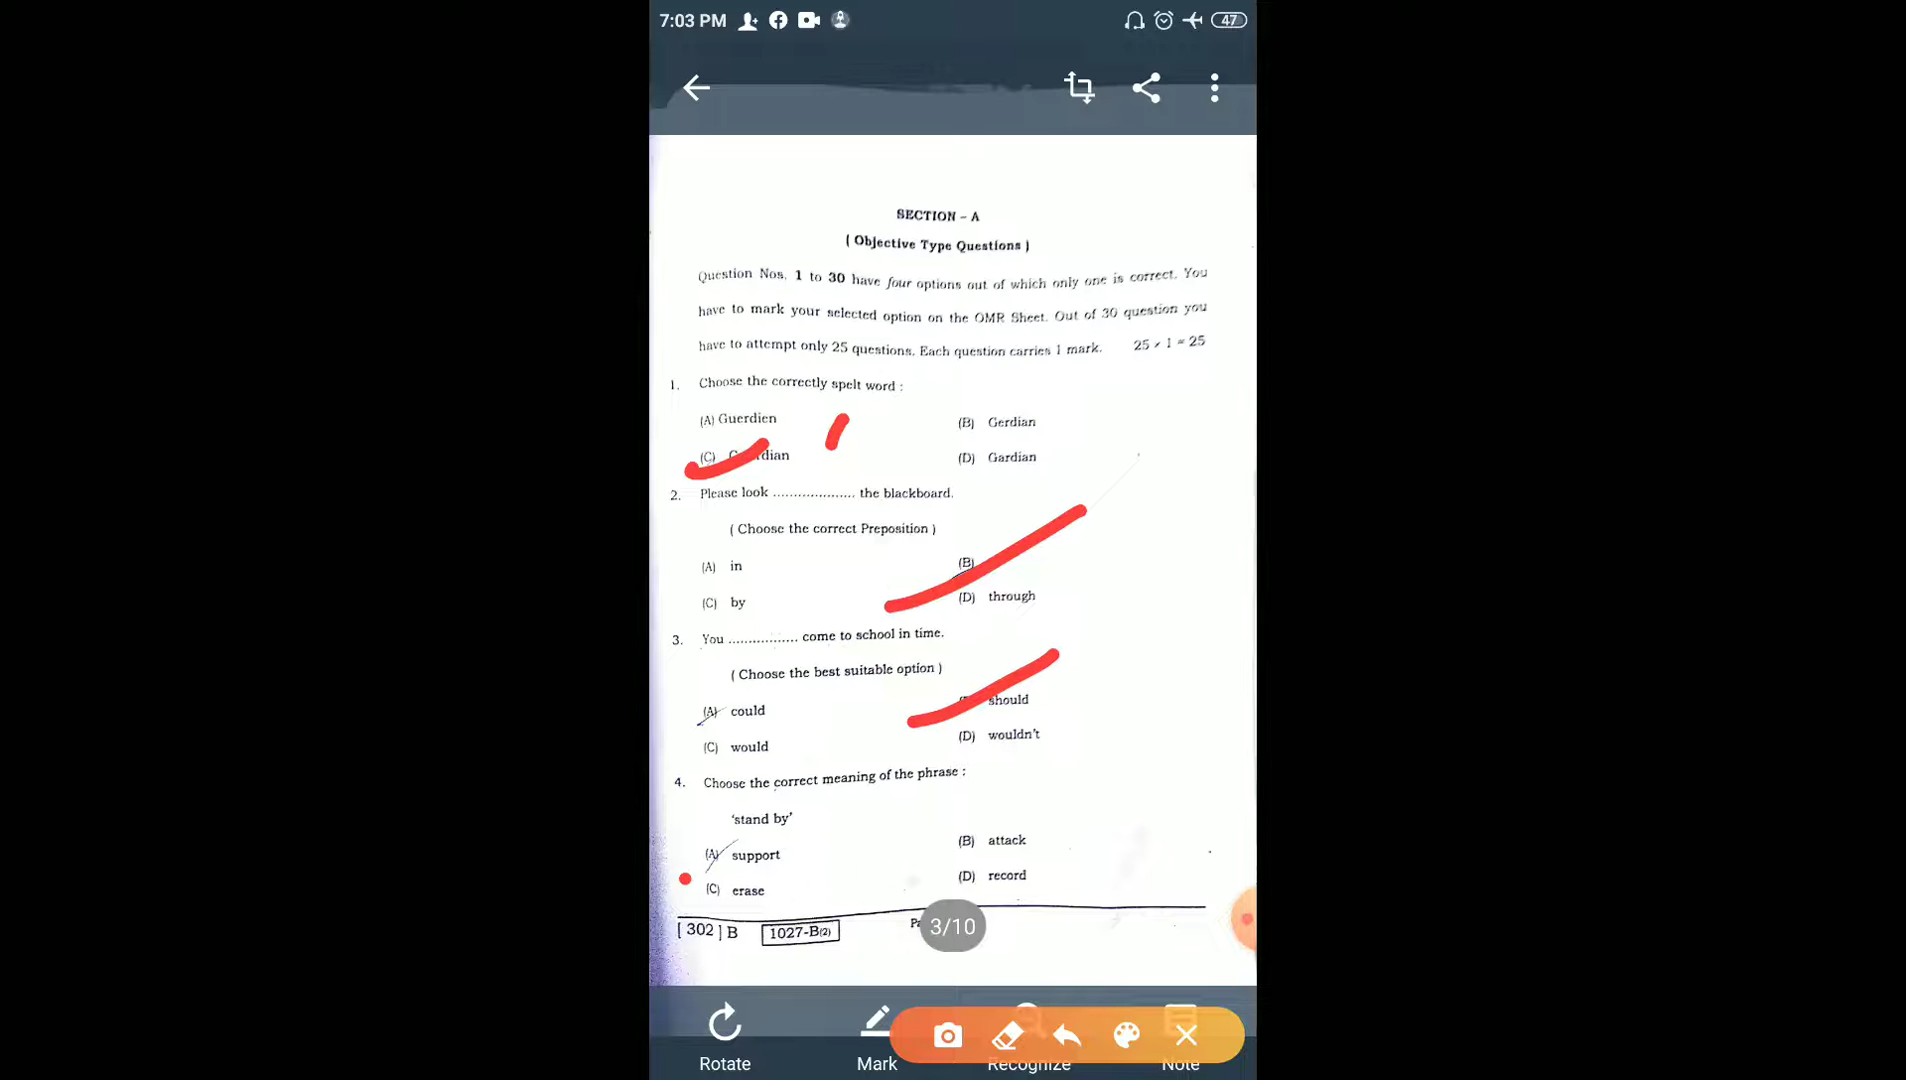 7:03 PM
47
SECTION - A
( Objective Type Questions )
Question Nos. 1 to 30 have four options out of which only one is correct. You
have to mark your selected option on the OMR Sheet. Out of 30 question you
have to attempt only 25 questions. Each question carries 1 mark. 25 × 1 = 25
1. Choose the correctly spelt word :
(A) Guerdien (B) Gerdian
(C) (D) Gardian
2. Please look .................... the blackboard.
( Choose the correct Preposition )
(A) in (B)
(C) by (D) through
3. You ................. come to school in time.
( Choose the best suitable option )
(A) could should
(C) would (D) wouldn't
4. Choose the correct meaning of the phrase :
'stand by'
(A) support (B) attack
(C) erase (D) record
[ 302 ] B 1027-B(2)
3/10
Rotate Mark Recognize Note